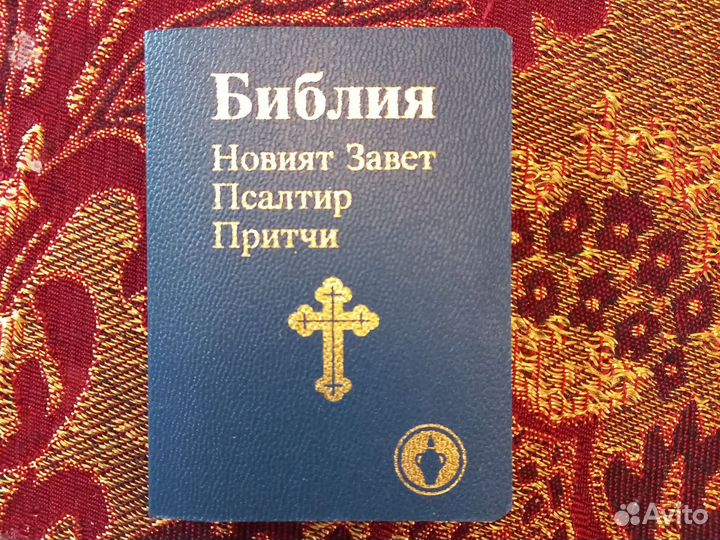 Библия
Новият Завет
Псалтир
Притчи
Avito